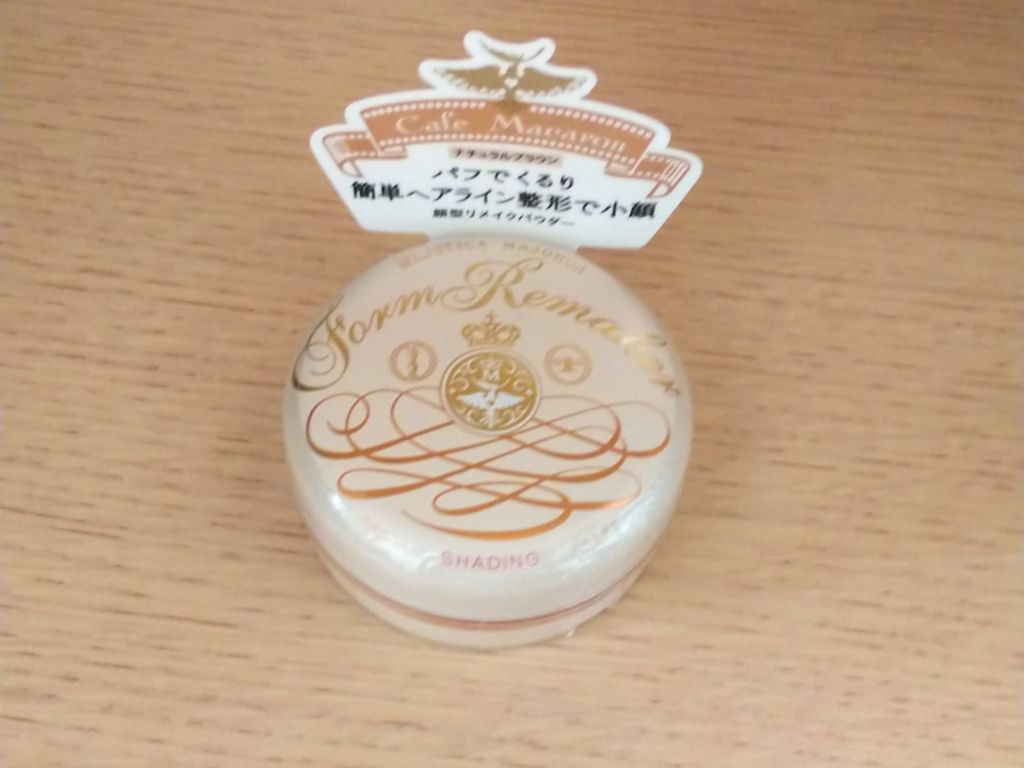 Cafe Macaron
ナチュラルブラウン
パフでくるり
簡単ヘアライン整形で小顔
顔型リメイクパウダー
MAJOLICA MAJORCA
Form Remaker
M
SHADING